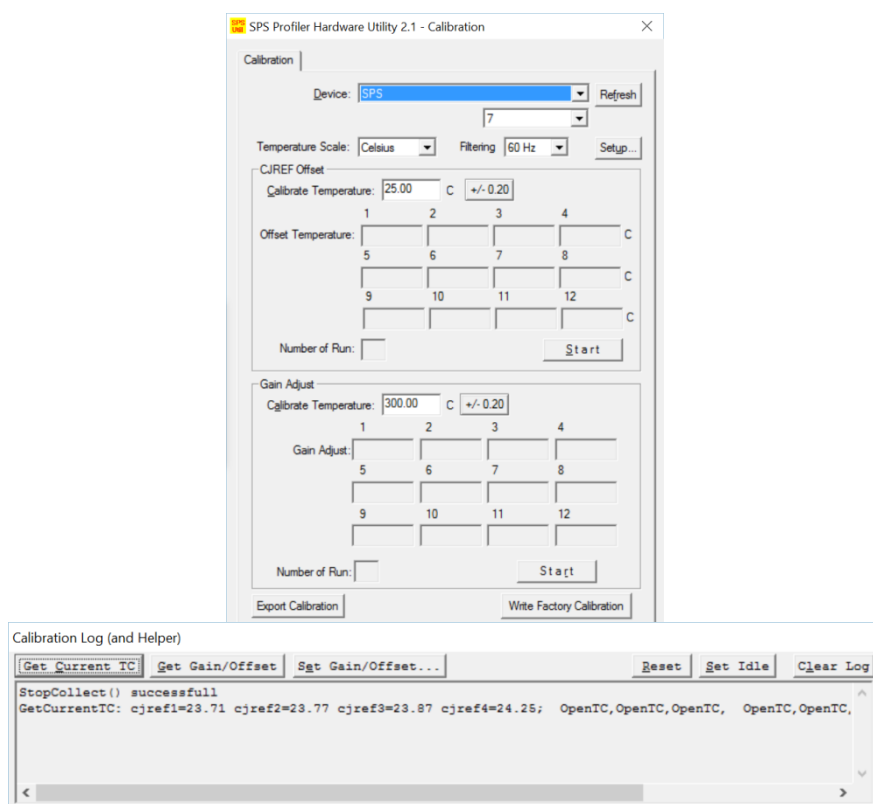 SPS Profiler Hardware Utility 2.1 - Calibration
Calibration
Device: SPS Refresh
7
Temperature Scale: Celsius Filtering 60 Hz Setup...
CJREF Offset
Calibrate Temperature: 25.00 C +/- 0.20
1 2 3 4
Offset Temperature: C
5 6 7 8
C
9 10 11 12
C
Number of Run: Start
Gain Adjust
Calibrate Temperature: 300.00 C +/- 0.20
1 2 3 4
Gain Adjust:
5 6 7 8
9 10 11 12
Number of Run: Start
Export Calibration Write Factory Calibration
Calibration Log (and Helper)
Get Current TC Get Gain/Offset Set Gain/Offset... Reset Set Idle Clear Log
StopCollect() successfull
GetCurrentTC: cjref1=23.71 cjref2=23.77 cjref3=23.87 cjref4=24.25; OpenTC,OpenTC,OpenTC, OpenTC,OpenTC,